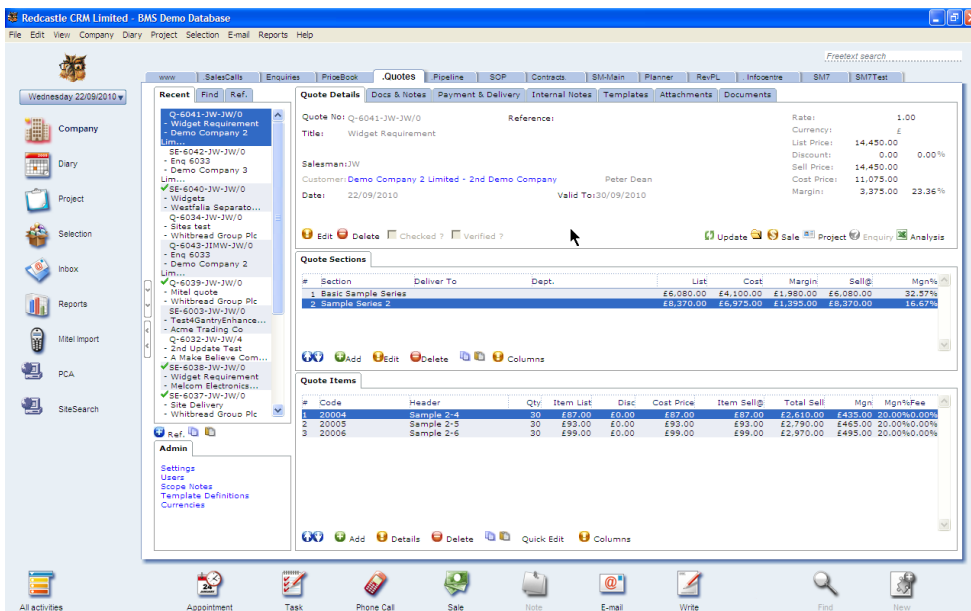 Redcastle CRM Limited - BMS Demo Database
File Edit View Company Diary Project Selection E-mail Reports Help
Freetext search
www SalesCalls Enquiries PriceBook .Quotes Pipeline SOP Contracts. SM-Main Planner RevPL . Infocentre SM7 SM7Test
Wednesday 22/09/2010
Company
Diary
Project
Selection
Inbox
Reports
Mitel Import
PCA
SiteSearch
Recent Find Ref.
Q-6041-JW-JW/0
- Widget Requirement
- Demo Company 2
Lim...
SE-6042-JW-JW/0
- Enq 6033
- Demo Company 3
Lim...
SE-6040-JW-JW/0
- Widgets
- Westfalia Separato...
Q-6034-JW-JW/0
- Sites test
- Whitbread Group Plc
Q-6043-JIMW-JW/0
- Enq 6033
- Demo Company 2
Lim...
Q-6039-JW-JW/0
- Mitel quote
- Whitbread Group Plc
SE-6003-JW-JW/0
- Test4GantryEnhance...
- Acme Trading Co
Q-6032-JW-JW/4
- 2nd Update Test
- A Make Believe Com...
SE-6038-JW-JW/0
- Widget Requirement
- Melcom Electronics...
SE-6037-JW-JW/0
- Site Delivery
- Whitbread Group Plc
Ref.
Admin
Settings
Users
Scope Notes
Template Definitions
Currencies
Quote Details Docs & Notes Payment & Delivery Internal Notes Templates Attachments Documents
Quote No: Q-6041-JW-JW/0 Reference:
Title: Widget Requirement
Salesman: JW
Customer: Demo Company 2 Limited - 2nd Demo Company Peter Dean
Date: 22/09/2010 Valid To: 30/09/2010
Rate: 1.00
Currency: £
List Price: 14,450.00
Discount: 0.00 0.00%
Sell Price: 14,450.00
Cost Price: 11,075.00
Margin: 3,375.00 23.36%
Edit Delete Checked ? Verified ? Update Sale Project Enquiry Analysis
Quote Sections
# Section Deliver To Dept. List Cost Margin Sell@ Mgn%
1 Basic Sample Series £6,080.00 £4,100.00 £1,980.00 £6,080.00 32.57%
2 Sample Series 2 £8,370.00 £6,975.00 £1,395.00 £8,370.00 16.67%
Add Edit Delete Columns
Quote Items
# Code Header Qty Item List Disc Cost Price Item Sell@ Total Sell Mgn Mgn%Fee
1 20004 Sample 2-4 30 £87.00 £0.00 £87.00 £87.00 £2,610.00 £435.00 20.00%0.00%
2 20005 Sample 2-5 30 £93.00 £0.00 £93.00 £93.00 £2,790.00 £465.00 20.00%0.00%
3 20006 Sample 2-6 30 £99.00 £0.00 £99.00 £99.00 £2,970.00 £495.00 20.00%0.00%
Add Details Delete Quick Edit Columns
All activities Appointment Task Phone Call Sale Note E-mail Write Find New